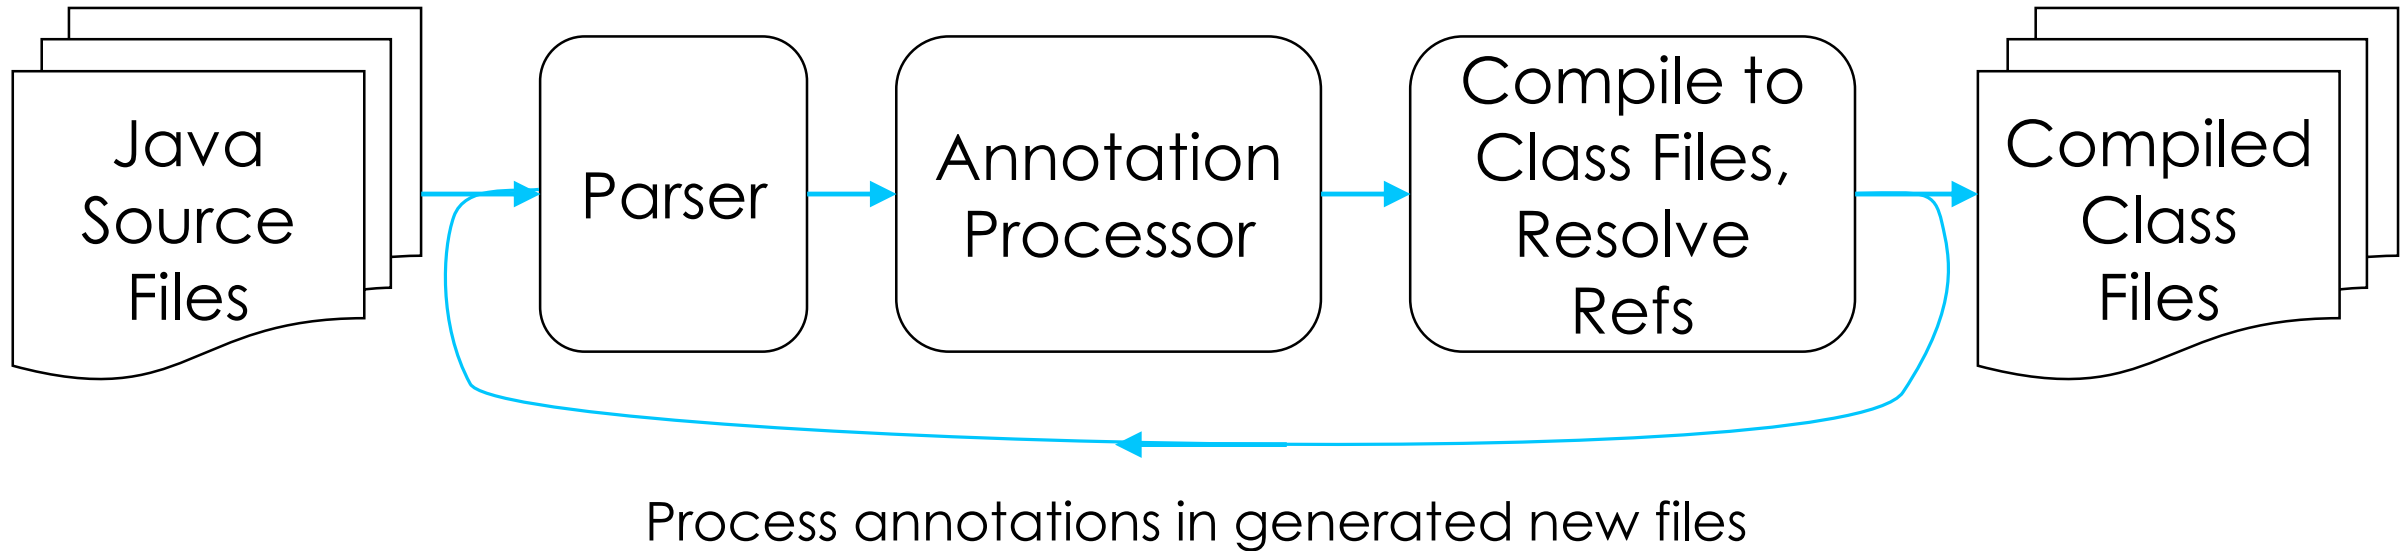 Java
Source
Files
Parser
Annotation
Processor
Compile to
Class Files,
Resolve
Refs
Compiled
Class
Files
Process annotations in generated new files